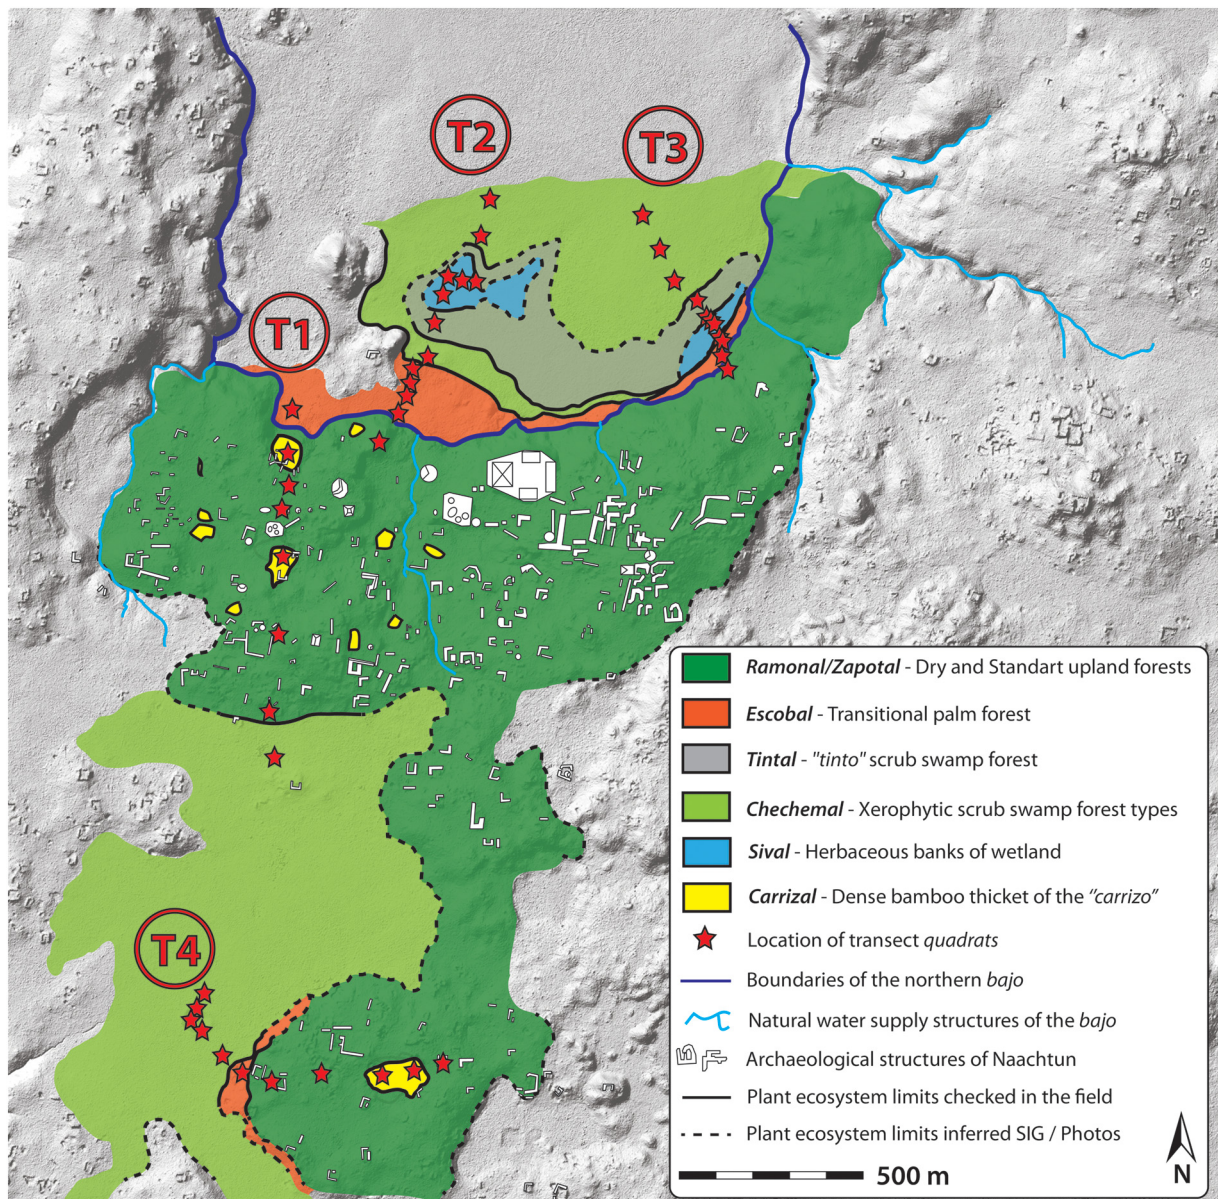 T2
T3
T1
T4
Ramonal/Zapotal - Dry and Standart upland forests
Escobal - Transitional palm forest
Tintal - "tinto" scrub swamp forest
Chechemal - Xerophytic scrub swamp forest types
Sival - Herbaceous banks of wetland
Carrizal - Dense bamboo thicket of the "carrizo"
Location of transect quadrats
Boundaries of the northern bajo
Natural water supply structures of the bajo
Archaeological structures of Naachtun
Plant ecosystem limits checked in the field
Plant ecosystem limits inferred SIG / Photos
500 m
N